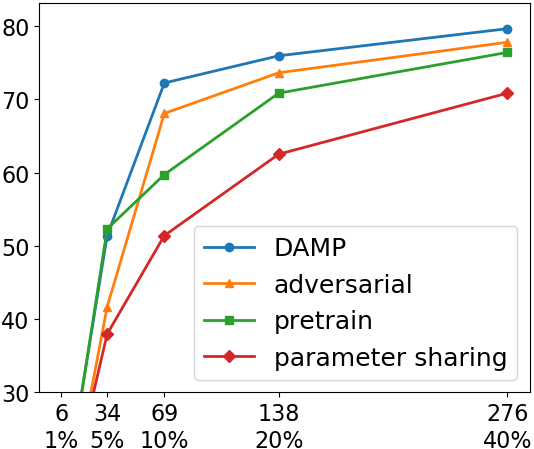 80
70
60
50
40
30
DAMP
adversarial
pretrain
parameter sharing
6 34 69 138 276
1% 5% 10% 20% 40%